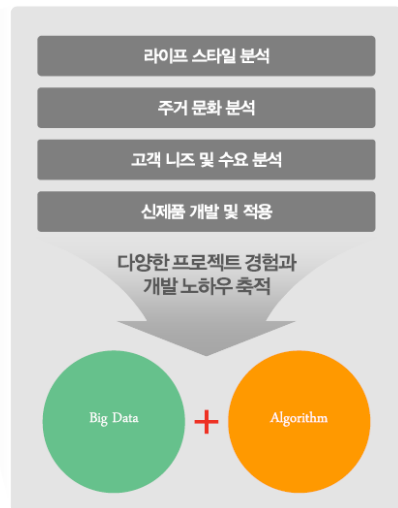 라이프 스타일 분석
주거 문화 분석
고객 니즈 및 수요 분석
신제품 개발 및 적용
다양한 프로젝트 경험과
개발 노하우 축적
Big Data + Algorithm